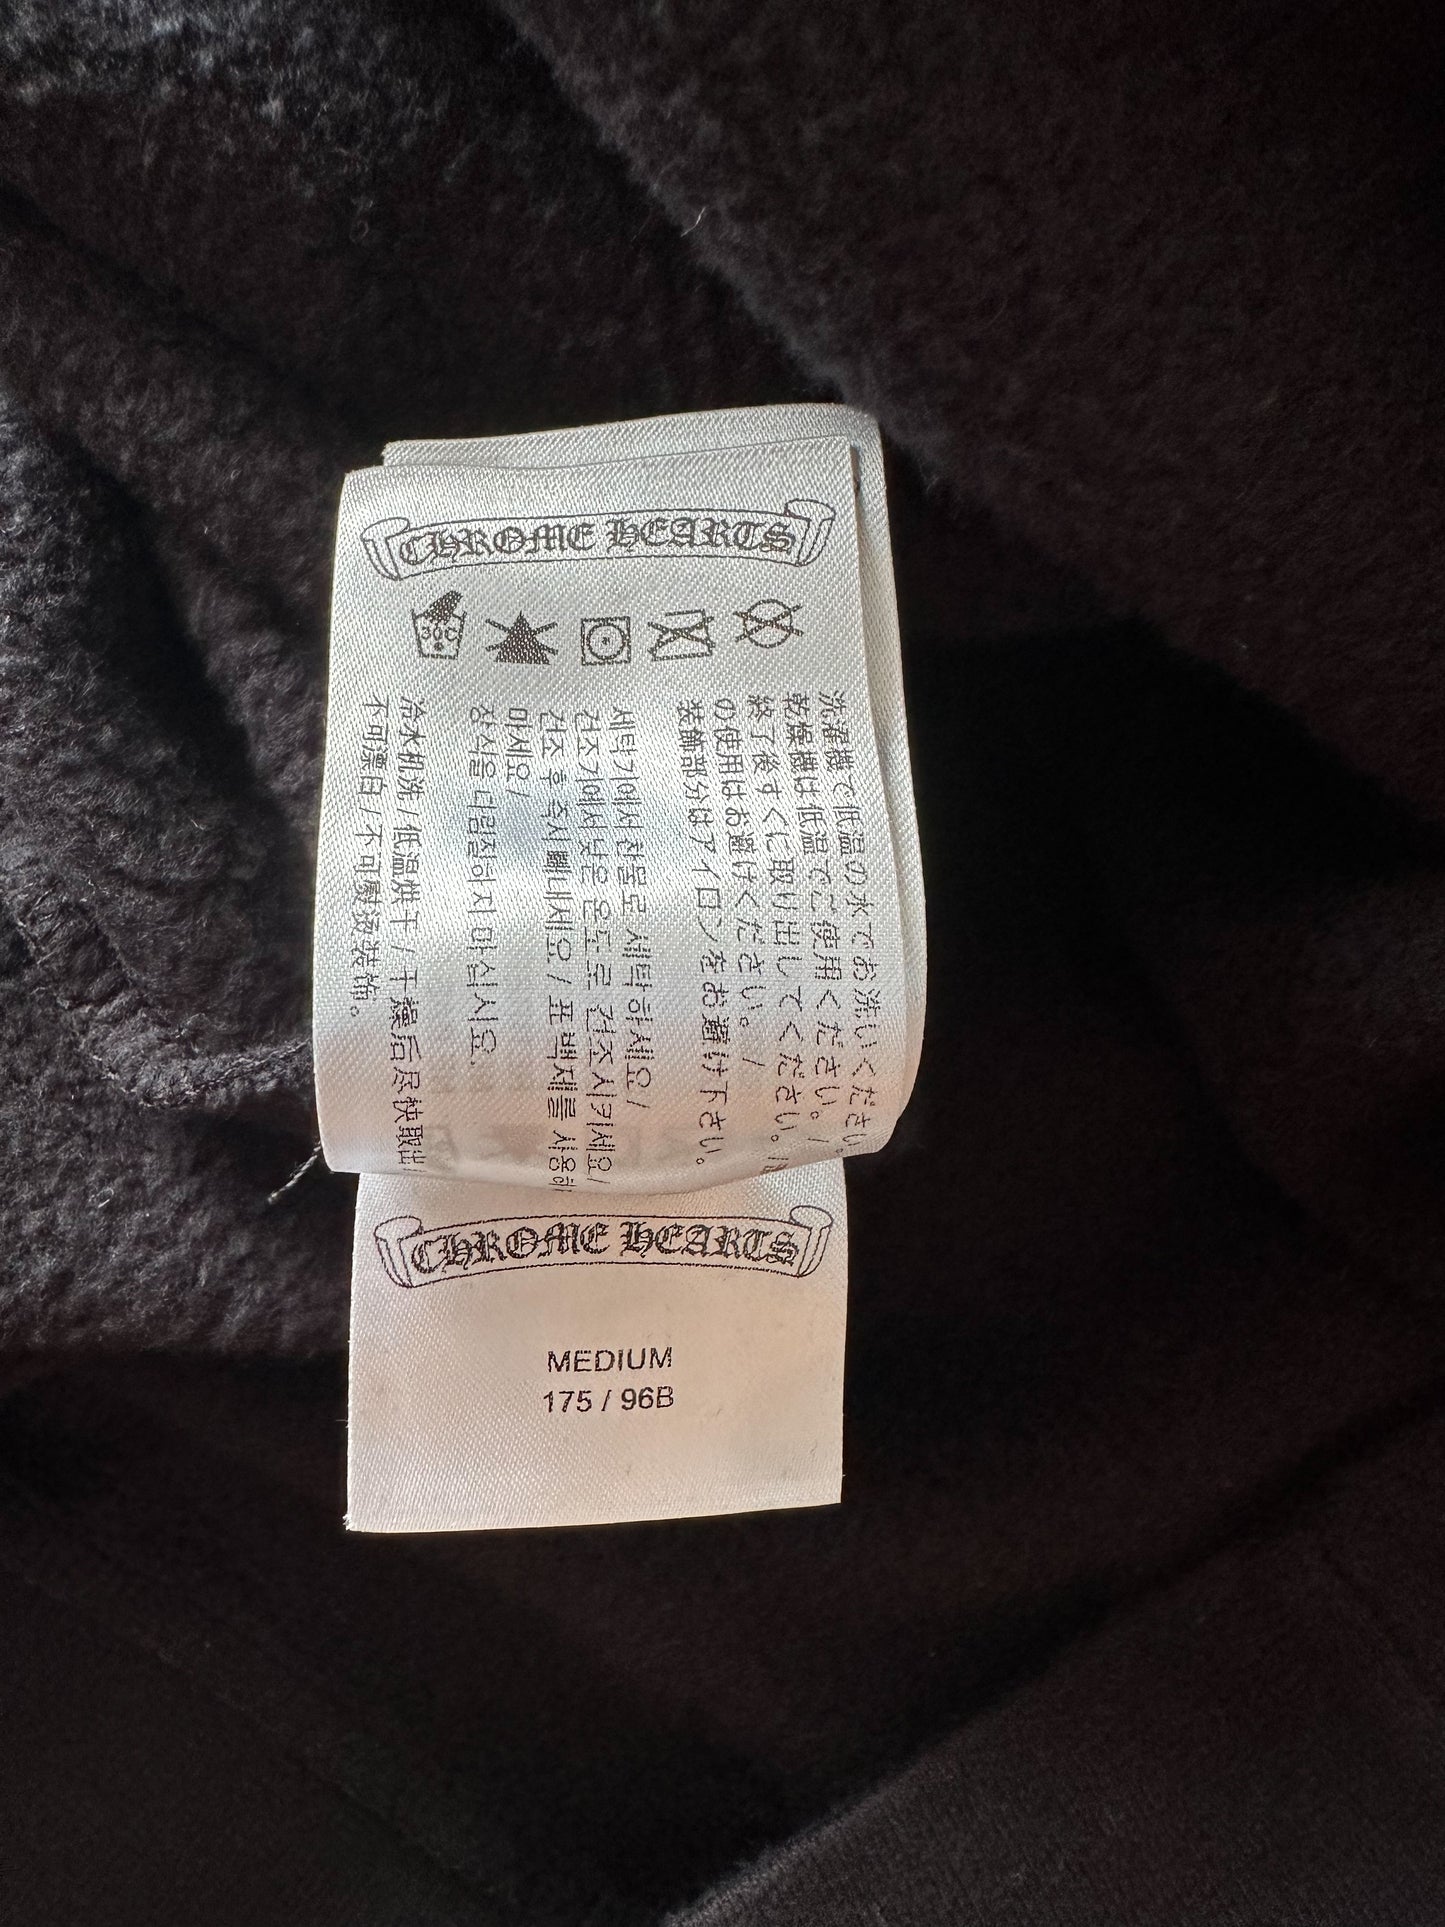 CHROME HEARTS
30C
洗濯機で低温の水でお洗いください。
乾燥機は低温でご使用ください。/
終了後すぐに取り出してください。/
の使用はお避けください。/
装飾部分はアイロンをお避け下さい。
세탁기에서 찬물로 세탁하세요 /
건조기에서 낮은 온도로 건조시키세요 /
건조 후 즉시 빼내세요 / 표백제를 사용하
마세요 /
장식을 다림질하지 마십시요.
冷水机洗 / 低温烘干 / 干燥后尽快取出 /
不可漂白 / 不可熨烫装饰。
CHROME HEARTS
MEDIUM
175 / 96B